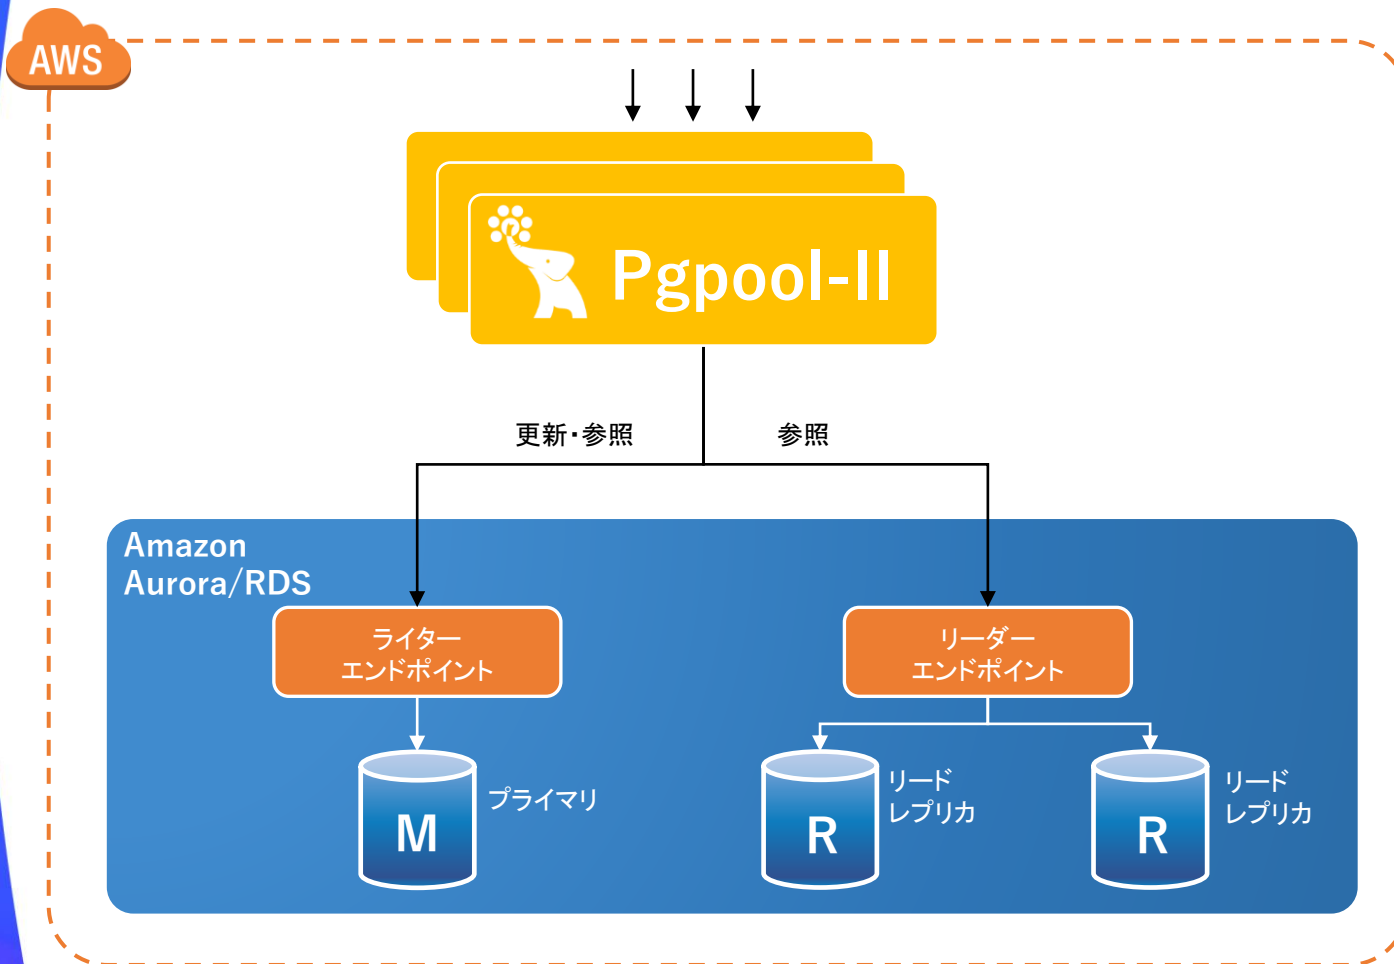 AWS
Pgpool-II
更新・参照
参照
Amazon
Aurora/RDS
ライター
エンドポイント
リーダー
エンドポイント
M
プライマリ
R
リード
レプリカ
R
リード
レプリカ